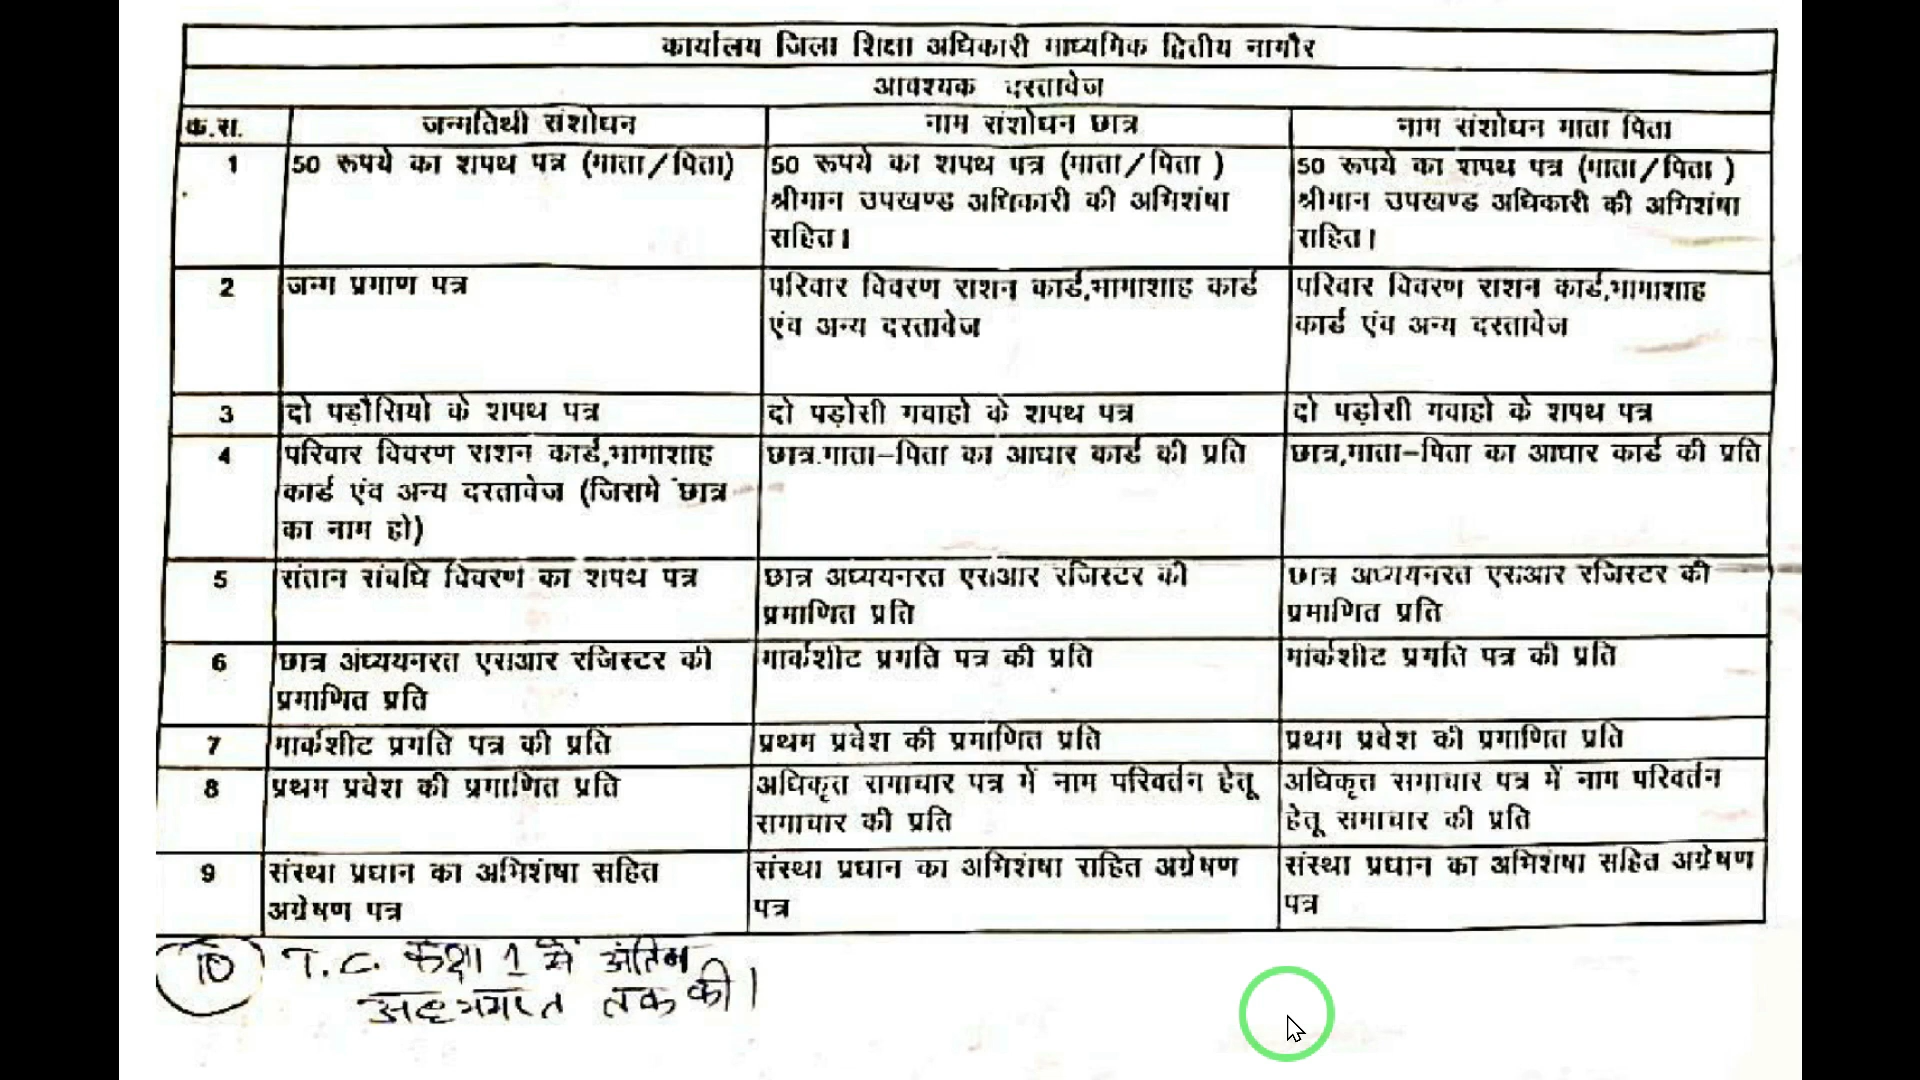 कार्यालय जिला शिक्षा अधिकारी माध्यमिक द्वितीय नागौर
आवश्यक दस्तावेज
क.स. जन्मतिथी संशोधन नाम संशोधन छात्र नाम संशोधन माता पिता
1 50 रूपये का शपथ पत्र (माता/पिता) 50 रूपये का शपथ पत्र (माता/पिता ) 50 रूपये का शपथ पत्र (माता/पिता )
श्रीमान उपखण्ड अधिकारी की अभिशंषा श्रीमान उपखण्ड अधिकारी की अभिशंषा
सहित। सहित।
2 जन्म प्रमाण पत्र परिवार विवरण राशन कार्ड,भामाशाह कार्ड परिवार विवरण राशन कार्ड,भामाशाह
एंव अन्य दस्तावेज कार्ड एंव अन्य दस्तावेज
3 दो पड़ौसियो के शपथ पत्र दो पड़ोसी गवाहो के शपथ पत्र दो पड़ोसी गवाहो के शपथ पत्र
4 परिवार विवरण राशन कार्ड,भामाशाह छात्र.माता–पिता का आधार कार्ड की प्रति छात्र,माता–पिता का आधार कार्ड की प्रति
कार्ड एंव अन्य दस्तावेज (जिसमे छात्र
का नाम हो)
5 संतान संबधि विवरण का शपथ पत्र छात्र अध्ययनरत एसआर रजिस्टर की छात्र अध्ययनरत एसआर रजिस्टर की
प्रमाणित प्रति प्रमाणित प्रति
6 छात्र अध्ययनरत एसआर रजिस्टर की मार्कशीट प्रगति पत्र की प्रति मार्कशीट प्रगति पत्र की प्रति
प्रमाणित प्रति
7 मार्कशीट प्रगति पत्र की प्रति प्रथम प्रवेश की प्रमाणित प्रति प्रथम प्रवेश की प्रमाणित प्रति
8 प्रथम प्रवेश की प्रमाणित प्रति अधिकृत समाचार पत्र में नाम परिवर्तन हेतू अधिकृत समाचार पत्र में नाम परिवर्तन
समाचार की प्रति हेतू समाचार की प्रति
9 संस्था प्रधान का अभिशंषा सहित संस्था प्रधान का अभिशंषा सहित अग्रेषण संस्था प्रधान का अभिशंषा सहित अग्रेषण
अग्रेषण पत्र पत्र पत्र
10 T.C. कक्षा 1 से अंतिम
अध्ययनरत तक की।